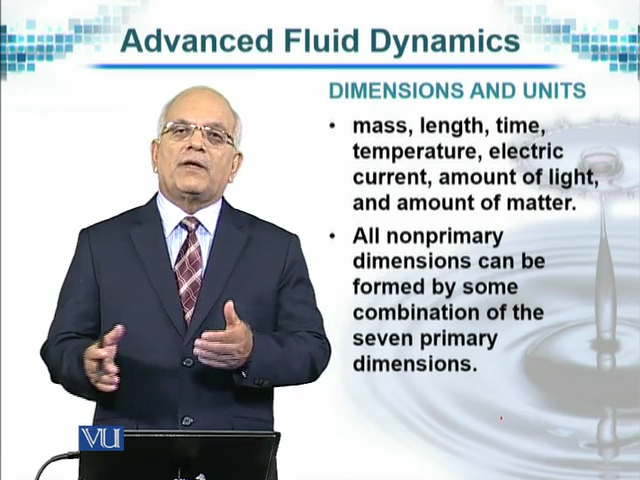 Advanced Fluid Dynamics
DIMENSIONS AND UNITS
• mass, length, time,
temperature, electric
current, amount of light,
and amount of matter.
• All nonprimary
dimensions can be
formed by some
combination of the
seven primary
dimensions.
VU